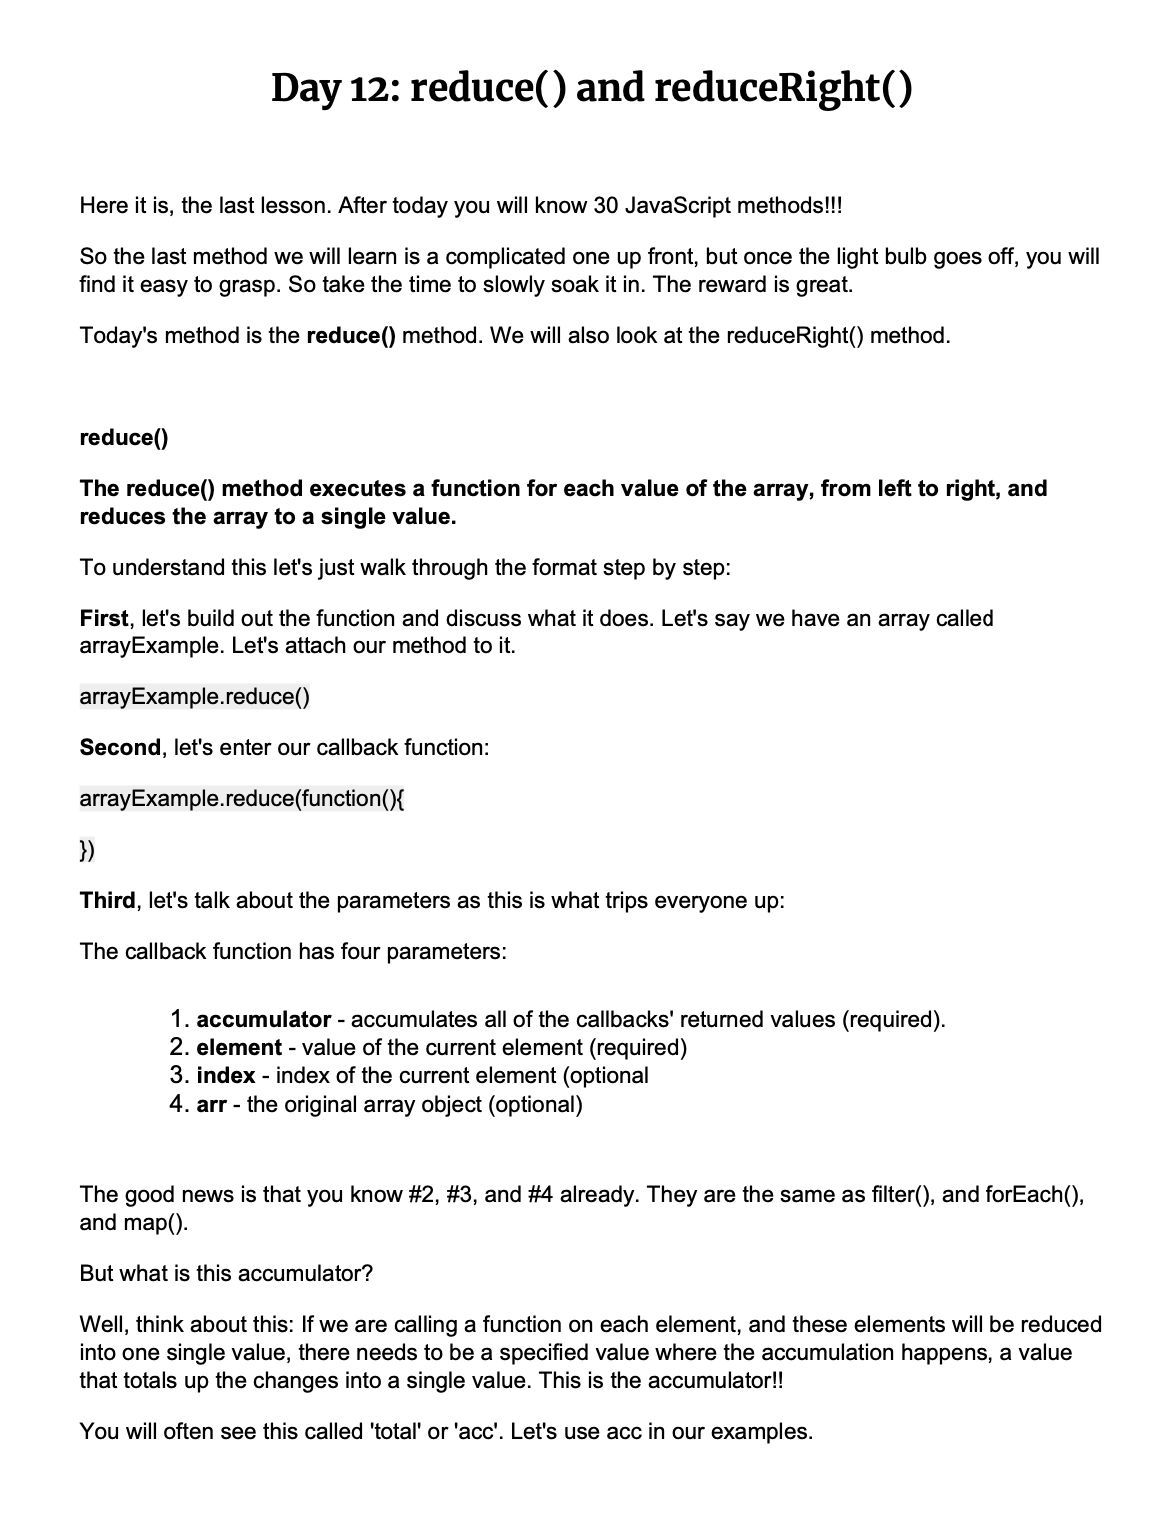 Day 12: reduce() and reduceRight()
Here it is, the last lesson. After today you will know 30 JavaScript methods!!!
So the last method we will learn is a complicated one up front, but once the light bulb goes off, you will
find it easy to grasp. So take the time to slowly soak it in. The reward is great.
Today's method is the reduce() method. We will also look at the reduceRight() method.
reduce()
The reduce() method executes a function for each value of the array, from left to right, and
reduces the array to a single value.
To understand this let's just walk through the format step by step:
First, let's build out the function and discuss what it does. Let's say we have an array called
arrayExample. Let's attach our method to it.
arrayExample.reduce()
Second, let's enter our callback function:
arrayExample.reduce(function(){
})
Third, let's talk about the parameters as this is what trips everyone up:
The callback function has four parameters:
1. accumulator - accumulates all of the callbacks' returned values (required).
2. element - value of the current element (required)
3. index - index of the current element (optional
4. arr - the original array object (optional)
The good news is that you know #2, #3, and #4 already. They are the same as filter(), and forEach(),
and map().
But what is this accumulator?
Well, think about this: If we are calling a function on each element, and these elements will be reduced
into one single value, there needs to be a specified value where the accumulation happens, a value
that totals up the changes into a single value. This is the accumulator!!
You will often see this called 'total' or 'acc'. Let's use acc in our examples.